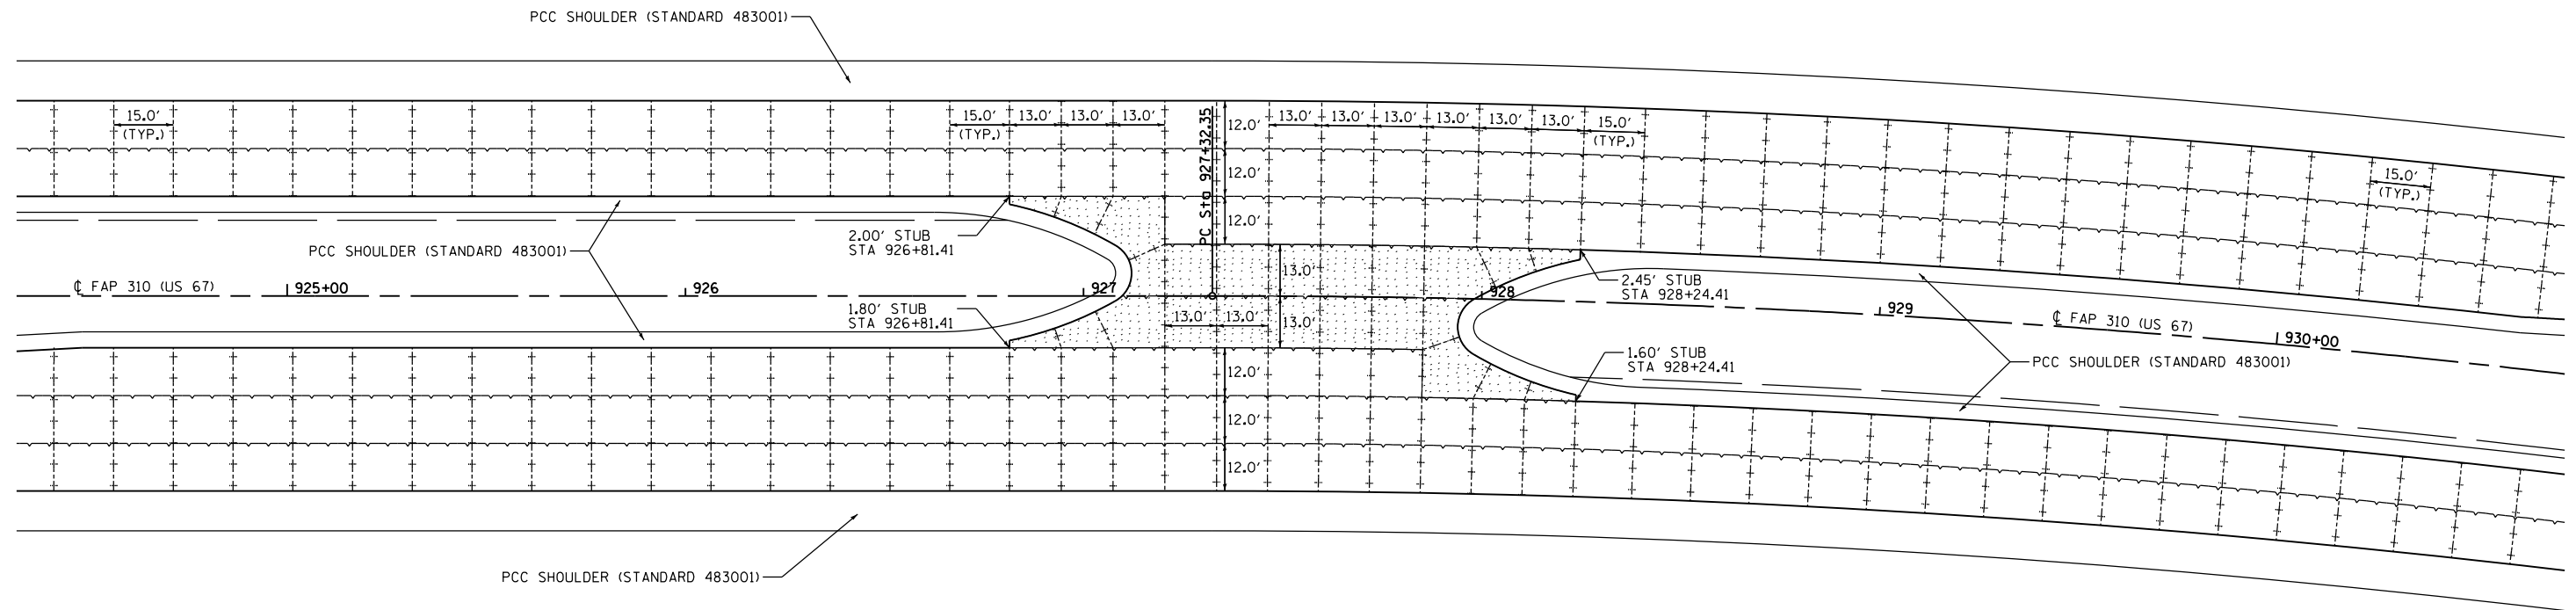 PCC SHOULDER (STANDARD 483001)
15.0'
(TYP.)
15.0'
(TYP.)
13.0'
13.0'
13.0'
PC Sta 927+32.35
12.0'
13.0'
13.0'
13.0'
13.0'
13.0'
13.0'
15.0'
(TYP.)
12.0'
15.0'
(TYP.)
12.0'
PCC SHOULDER (STANDARD 483001)
2.00' STUB
STA 926+81.41
13.0'
2.45' STUB
STA 928+24.41
℄ FAP 310 (US 67)
925+00
926
927
928
929
℄ FAP 310 (US 67)
930+00
1.80' STUB
STA 926+81.41
13.0'
13.0'
13.0'
1.60' STUB
STA 928+24.41
PCC SHOULDER (STANDARD 483001)
12.0'
12.0'
12.0'
PCC SHOULDER (STANDARD 483001)